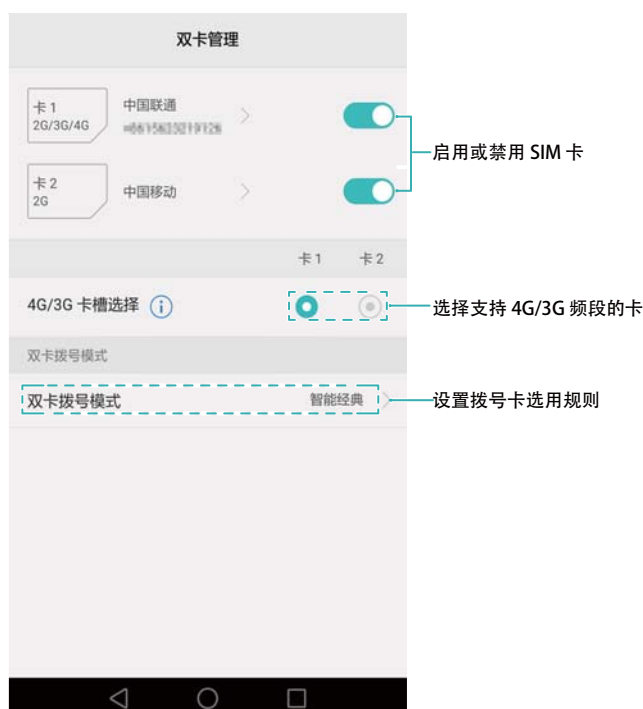 双卡管理
卡 1
2G/3G/4G
中国联通
启用或禁用 SIM 卡
卡 2
2G
中国移动
卡 1 卡 2
4G/3G 卡槽选择
选择支持 4G/3G 频段的卡
双卡拨号模式
双卡拨号模式 智能经典
设置拨号卡选用规则